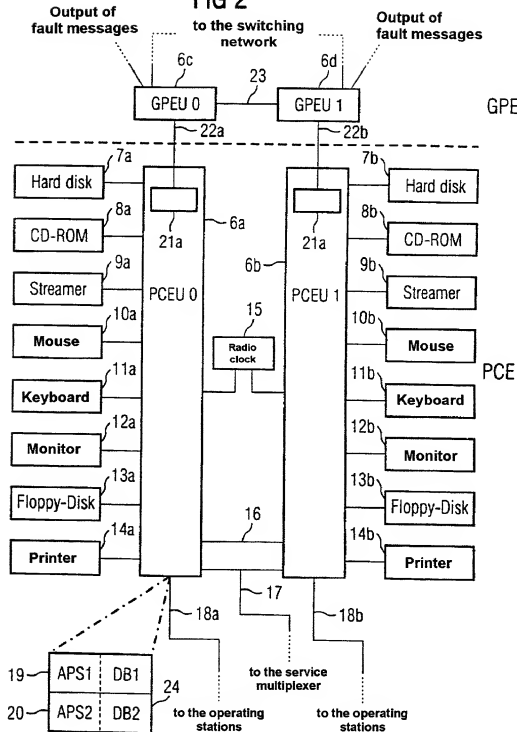 FIG 2
Output of
fault messages
to the switching
network
Output of
fault messages
6c
23
6d
GPEU 0
GPEU 1
GPE
22a
22b
7a
Hard disk
8a
CD-ROM
9a
Streamer
10a
Mouse
11a
Keyboard
12a
Monitor
13a
Floppy-Disk
14a
Printer
21a
6a
PCEU 0
15
Radio
clock
16
17
21a
6b
PCEU 1
7b
Hard disk
8b
CD-ROM
9b
Streamer
10b
Mouse
PCE
11b
Keyboard
12b
Monitor
13b
Floppy-Disk
14b
Printer
18a
18b
19
APS1
DB1
24
20
APS2
DB2
to the service
multiplexer
to the operating
stations
to the operating
stations